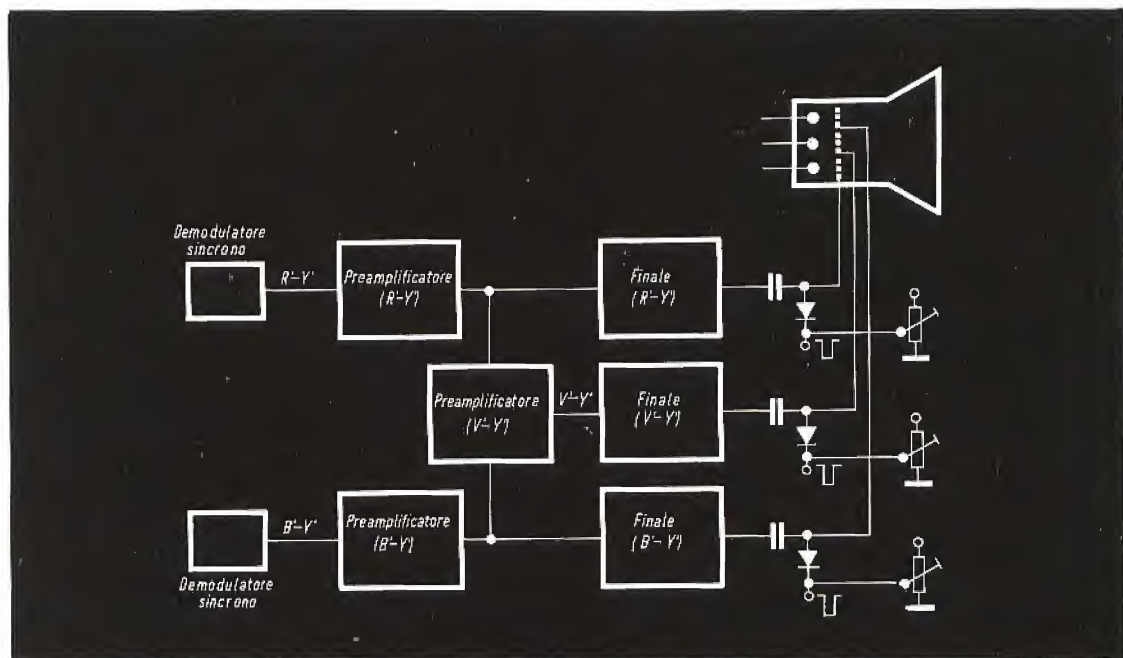 Demodulatore
sincrono
R'-Y'
Preamplificatore
(R'-Y')
Finale
(R'-Y')
Preamplificatore
(V'-Y')
V'-Y'
Finale
(V'-Y')
B'-Y'
Preamplificatore
(B'-Y')
Finale
(B'-Y')
Demodulatore
sincrono